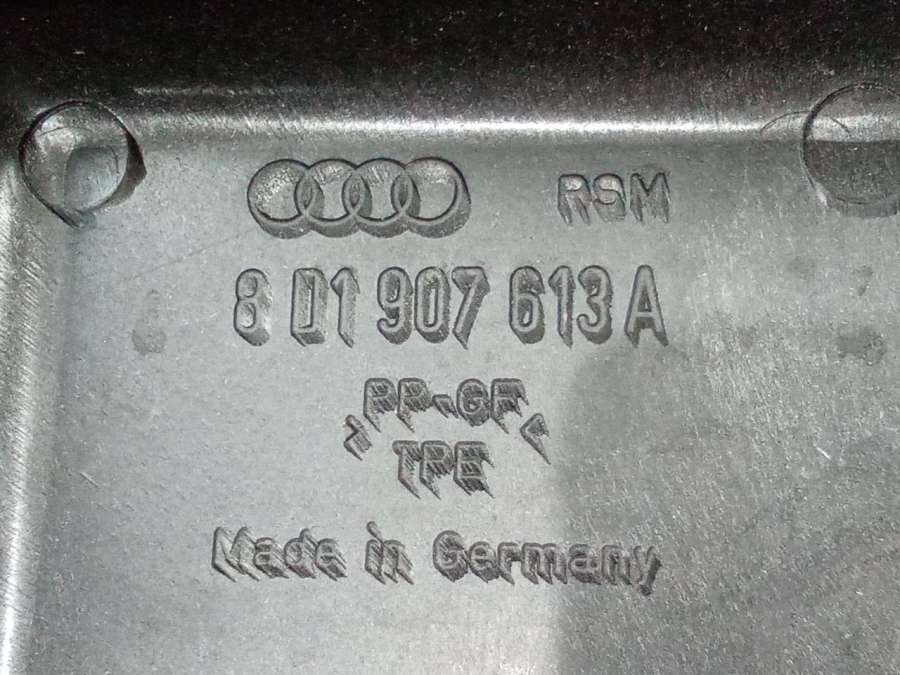 RSM
8D1 907 613 A
>PP-GF<
TPE
Made in Germany